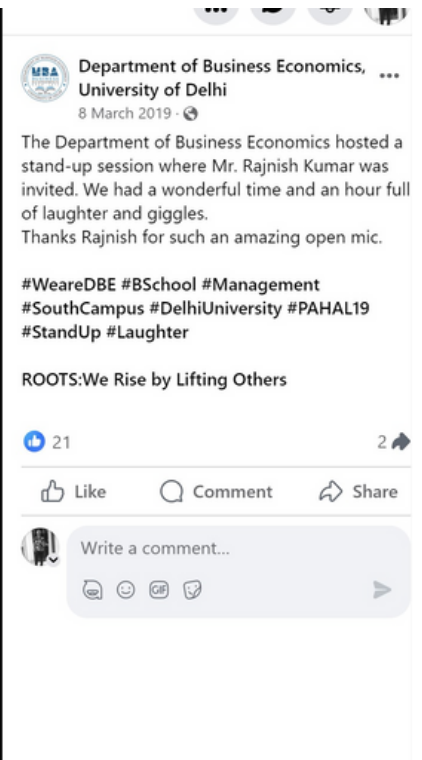 MBA
Department of Business Economics,
University of Delhi
8 March 2019 ·
The Department of Business Economics hosted a
stand-up session where Mr. Rajnish Kumar was
invited. We had a wonderful time and an hour full
of laughter and giggles.
Thanks Rajnish for such an amazing open mic.
#WeareDBE #BSchool #Management
#SouthCampus #DelhiUniversity #PAHAL19
#StandUp #Laughter
ROOTS:We Rise by Lifting Others
21 2
Like Comment Share
Write a comment...
GIF